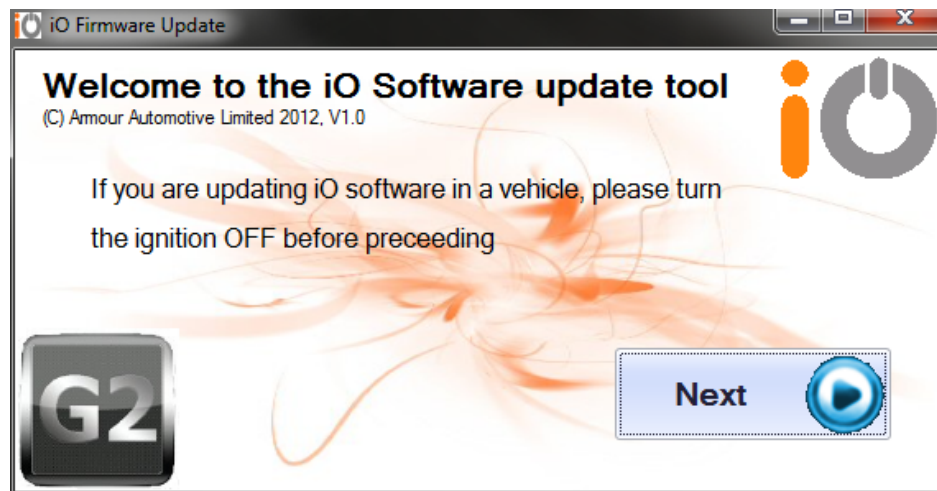 iO Firmware Update
Welcome to the iO Software update tool
(C) Armour Automotive Limited 2012, V1.0
iO
If you are updating iO software in a vehicle, please turn
the ignition OFF before preceeding
G2
Next